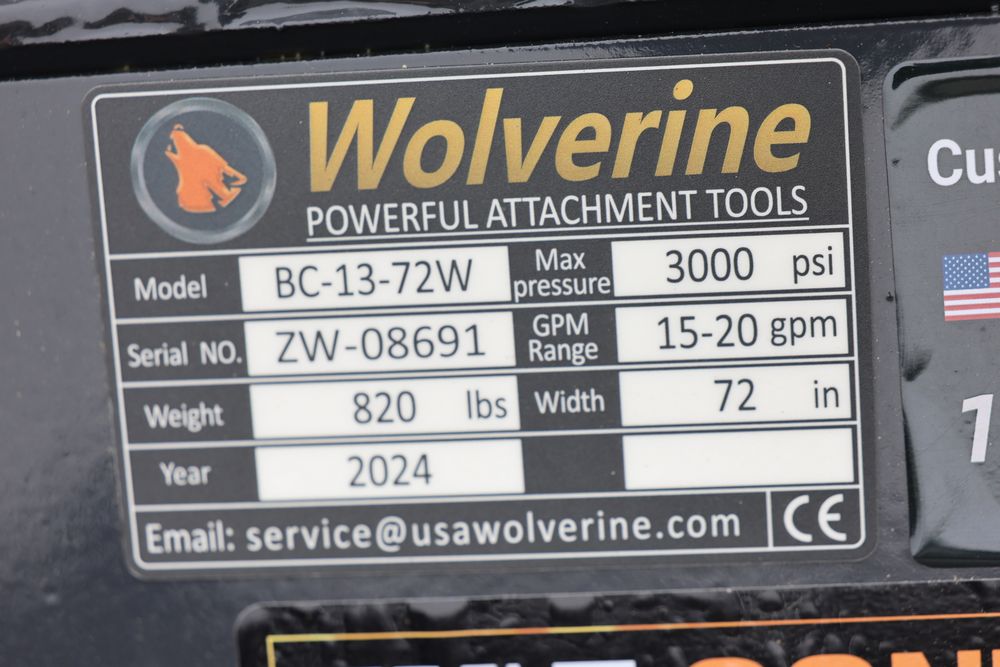 Wolverine
POWERFUL ATTACHMENT TOOLS
Model BC-13-72W Max pressure 3000 psi
Serial NO. ZW-08691 GPM Range 15-20 gpm
Weight 820 lbs Width 72 in
Year 2024
Email: service@usawolverine.com CE